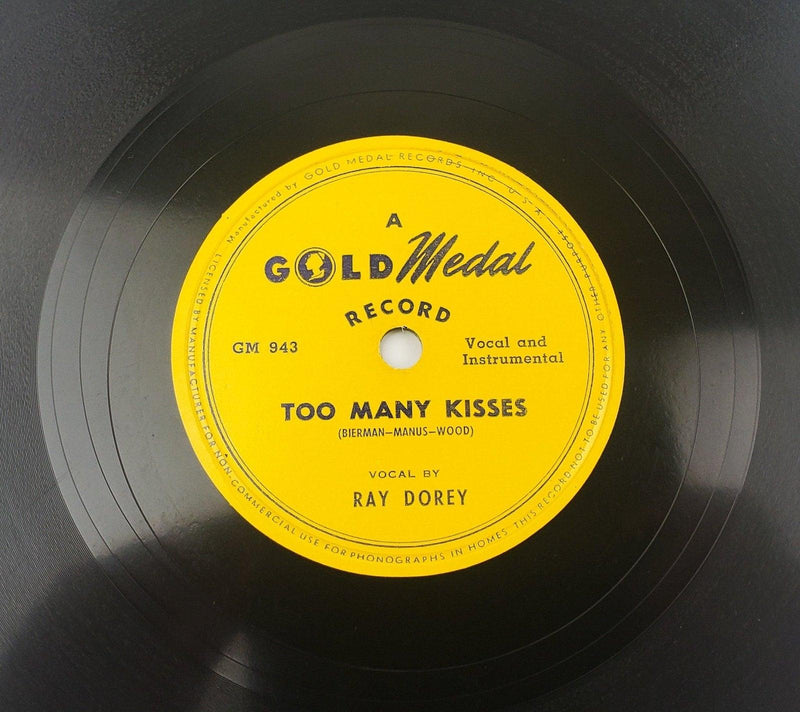 Manufactured by GOLD MEDAL RECORDS INC U.S.A.
A
GOLD Medal
RECORD
GM 943
Vocal and
Instrumental
TOO MANY KISSES
(BIERMAN–MANUS–WOOD)
VOCAL BY
RAY DOREY
LICENSED BY MANUFACTURER FOR NON-COMMERCIAL USE FOR PHONOGRAPHS IN HOMES. THIS RECORD NOT TO BE USED FOR ANY OTHER PURPOSE